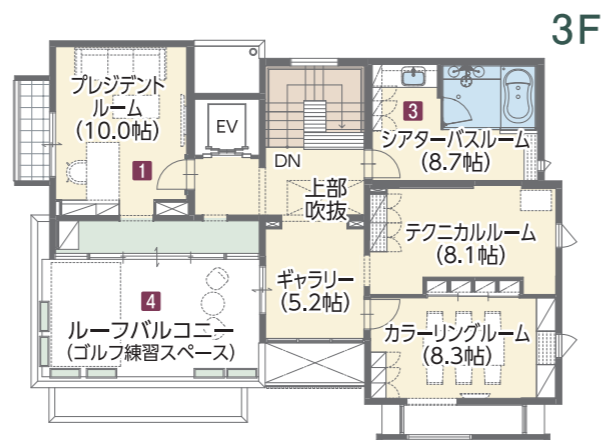 3F
プレジデント
ルーム
(10.0帖)
1
EV
DN
上部
吹抜
3
シアターバスルーム
(8.7帖)
テクニカルルーム
(8.1帖)
ギャラリー
(5.2帖)
4
ルーフバルコニー
(ゴルフ練習スペース)
カラーリングルーム
(8.3帖)